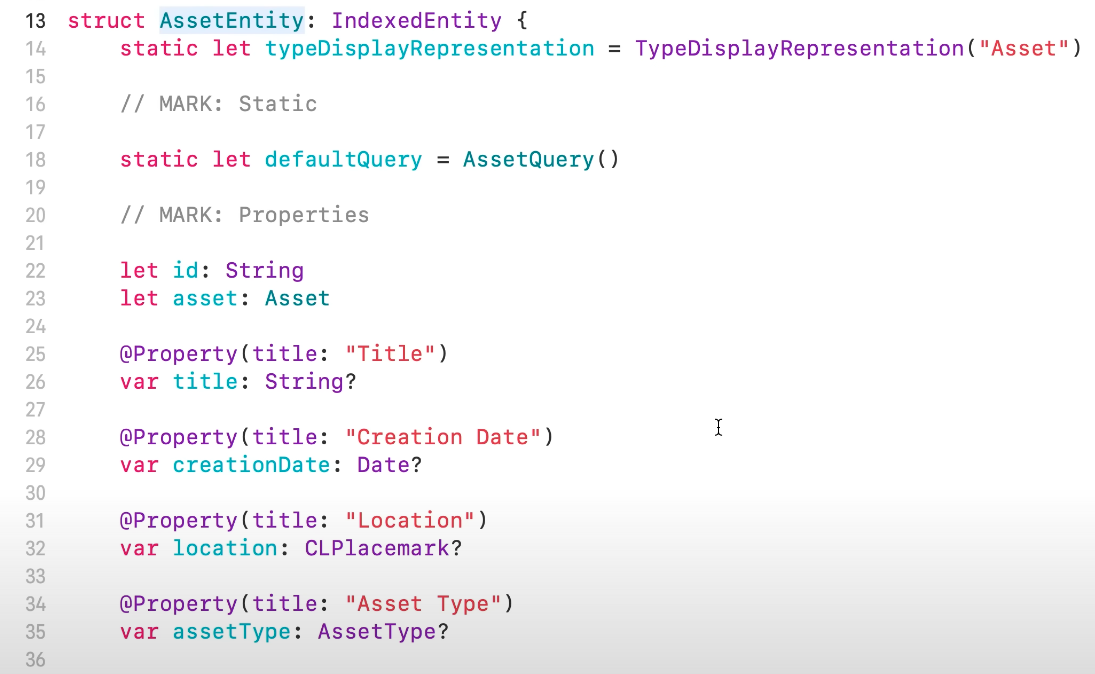 13 struct AssetEntity: IndexedEntity {
14     static let typeDisplayRepresentation = TypeDisplayRepresentation("Asset")
15
16     // MARK: Static
17
18     static let defaultQuery = AssetQuery()
19
20     // MARK: Properties
21
22     let id: String
23     let asset: Asset
24
25     @Property(title: "Title")
26     var title: String?
27
28     @Property(title: "Creation Date")
29     var creationDate: Date?
30
31     @Property(title: "Location")
32     var location: CLPlacemark?
33
34     @Property(title: "Asset Type")
35     var assetType: AssetType?
36